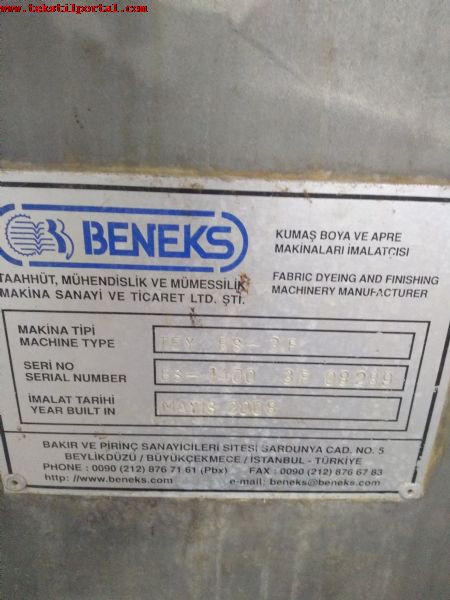 www.tekstilportal.com
BENEKS
KUMAŞ BOYA VE APRE
MAKİNALARI İMALATCISI
TAAHHÜT, MÜHENDİSLİK VE MÜMESSİLİK
MAKİNA SANAYİ VE TİCARET LTD. ŞTİ.
FABRIC DYEING AND FINISHING
MACHINERY MANUFACTURER
MAKİNA TİPİ
MACHINE TYPE
SERİ NO
SERIAL NUMBER
İMALAT TARİHİ
YEAR BUILT IN
MAYIS 2008
BAKIR VE PİRİNÇ SANAYİCİLERİ SİTESİ SARDUNYA CAD. NO. 5
BEYLİKDÜZÜ / BÜYÜKÇEKMECE / İSTANBUL - TÜRKİYE
PHONE : 0090 (212) 876 71 61 (Pbx) FAX : 0090 (212) 876 67 83
http: //www.beneks.com e-mail: beneks@beneks.com